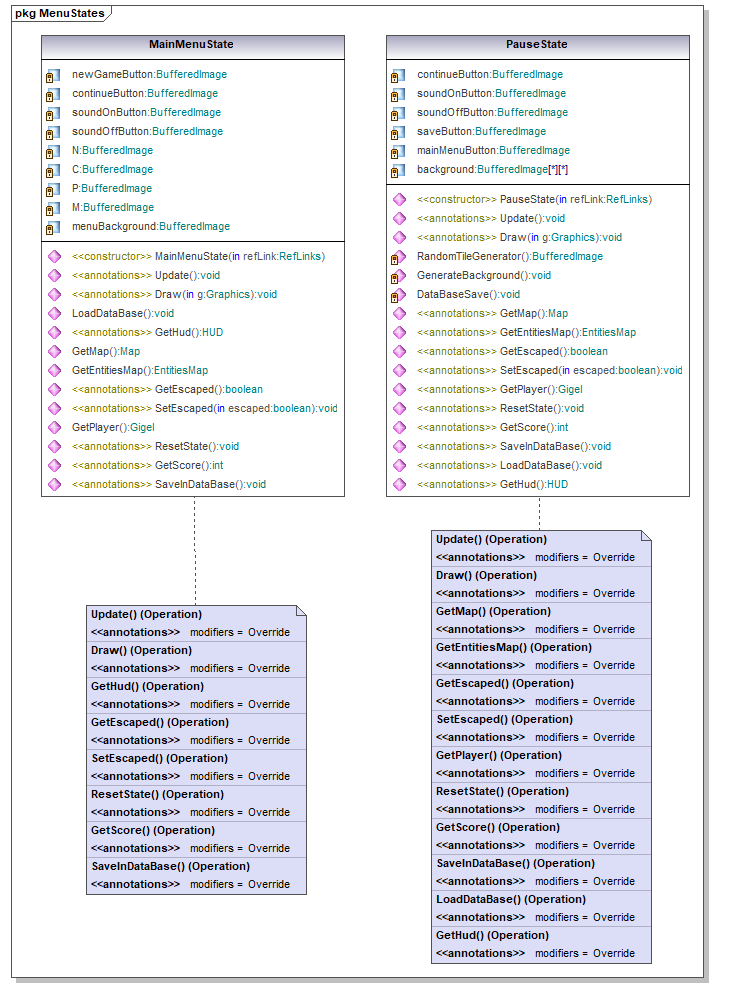 pkg MenuStates
MainMenuState
newGameButton:BufferedImage
continueButton:BufferedImage
soundOnButton:BufferedImage
soundOffButton:BufferedImage
N:BufferedImage
C:BufferedImage
P:BufferedImage
M:BufferedImage
menuBackground:BufferedImage
<<constructor>> MainMenuState(in refLink:RefLinks)
<<annotations>> Update():void
<<annotations>> Draw(in g:Graphics):void
LoadDataBase():void
<<annotations>> GetHud():HUD
GetMap():Map
GetEntitiesMap():EntitiesMap
<<annotations>> GetEscaped():boolean
<<annotations>> SetEscaped(in escaped:boolean):void
GetPlayer():Gigel
<<annotations>> ResetState():void
<<annotations>> GetScore():int
<<annotations>> SaveInDataBase():void
Update() (Operation)
<<annotations>> modifiers = Override
Draw() (Operation)
<<annotations>> modifiers = Override
GetHud() (Operation)
<<annotations>> modifiers = Override
GetEscaped() (Operation)
<<annotations>> modifiers = Override
SetEscaped() (Operation)
<<annotations>> modifiers = Override
ResetState() (Operation)
<<annotations>> modifiers = Override
GetScore() (Operation)
<<annotations>> modifiers = Override
SaveInDataBase() (Operation)
<<annotations>> modifiers = Override
PauseState
continueButton:BufferedImage
soundOnButton:BufferedImage
soundOffButton:BufferedImage
saveButton:BufferedImage
mainMenuButton:BufferedImage
background:BufferedImage[*][*]
<<constructor>> PauseState(in refLink:RefLinks)
<<annotations>> Update():void
<<annotations>> Draw(in g:Graphics):void
RandomTileGenerator():BufferedImage
GenerateBackground():void
DataBaseSave():void
<<annotations>> GetMap():Map
<<annotations>> GetEntitiesMap():EntitiesMap
<<annotations>> GetEscaped():boolean
<<annotations>> SetEscaped(in escaped:boolean):void
<<annotations>> GetPlayer():Gigel
<<annotations>> ResetState():void
<<annotations>> GetScore():int
<<annotations>> SaveInDataBase():void
<<annotations>> LoadDataBase():void
<<annotations>> GetHud():HUD
Update() (Operation)
<<annotations>> modifiers = Override
Draw() (Operation)
<<annotations>> modifiers = Override
GetMap() (Operation)
<<annotations>> modifiers = Override
GetEntitiesMap() (Operation)
<<annotations>> modifiers = Override
GetEscaped() (Operation)
<<annotations>> modifiers = Override
SetEscaped() (Operation)
<<annotations>> modifiers = Override
GetPlayer() (Operation)
<<annotations>> modifiers = Override
ResetState() (Operation)
<<annotations>> modifiers = Override
GetScore() (Operation)
<<annotations>> modifiers = Override
SaveInDataBase() (Operation)
<<annotations>> modifiers = Override
LoadDataBase() (Operation)
<<annotations>> modifiers = Override
GetHud() (Operation)
<<annotations>> modifiers = Override